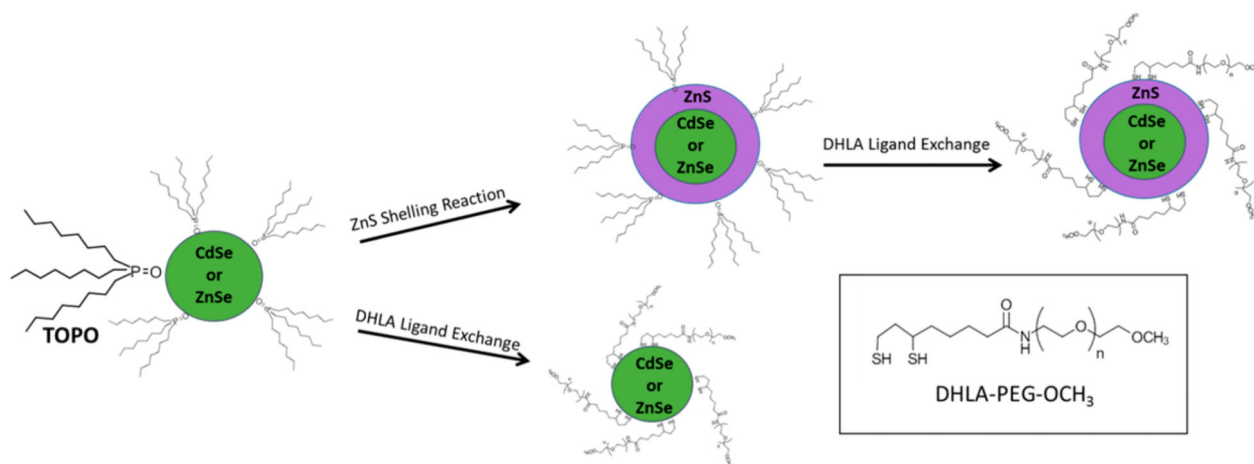 ZnS
CdSe
or
ZnSe
DHLA Ligand Exchange
ZnS
CdSe
or
ZnSe
ZnS Shelling Reaction
CdSe
or
ZnSe
P=O
TOPO
DHLA Ligand Exchange
CdSe
or
ZnSe
O
N
H
O
n
OCH₃
SH
SH
DHLA-PEG-OCH₃